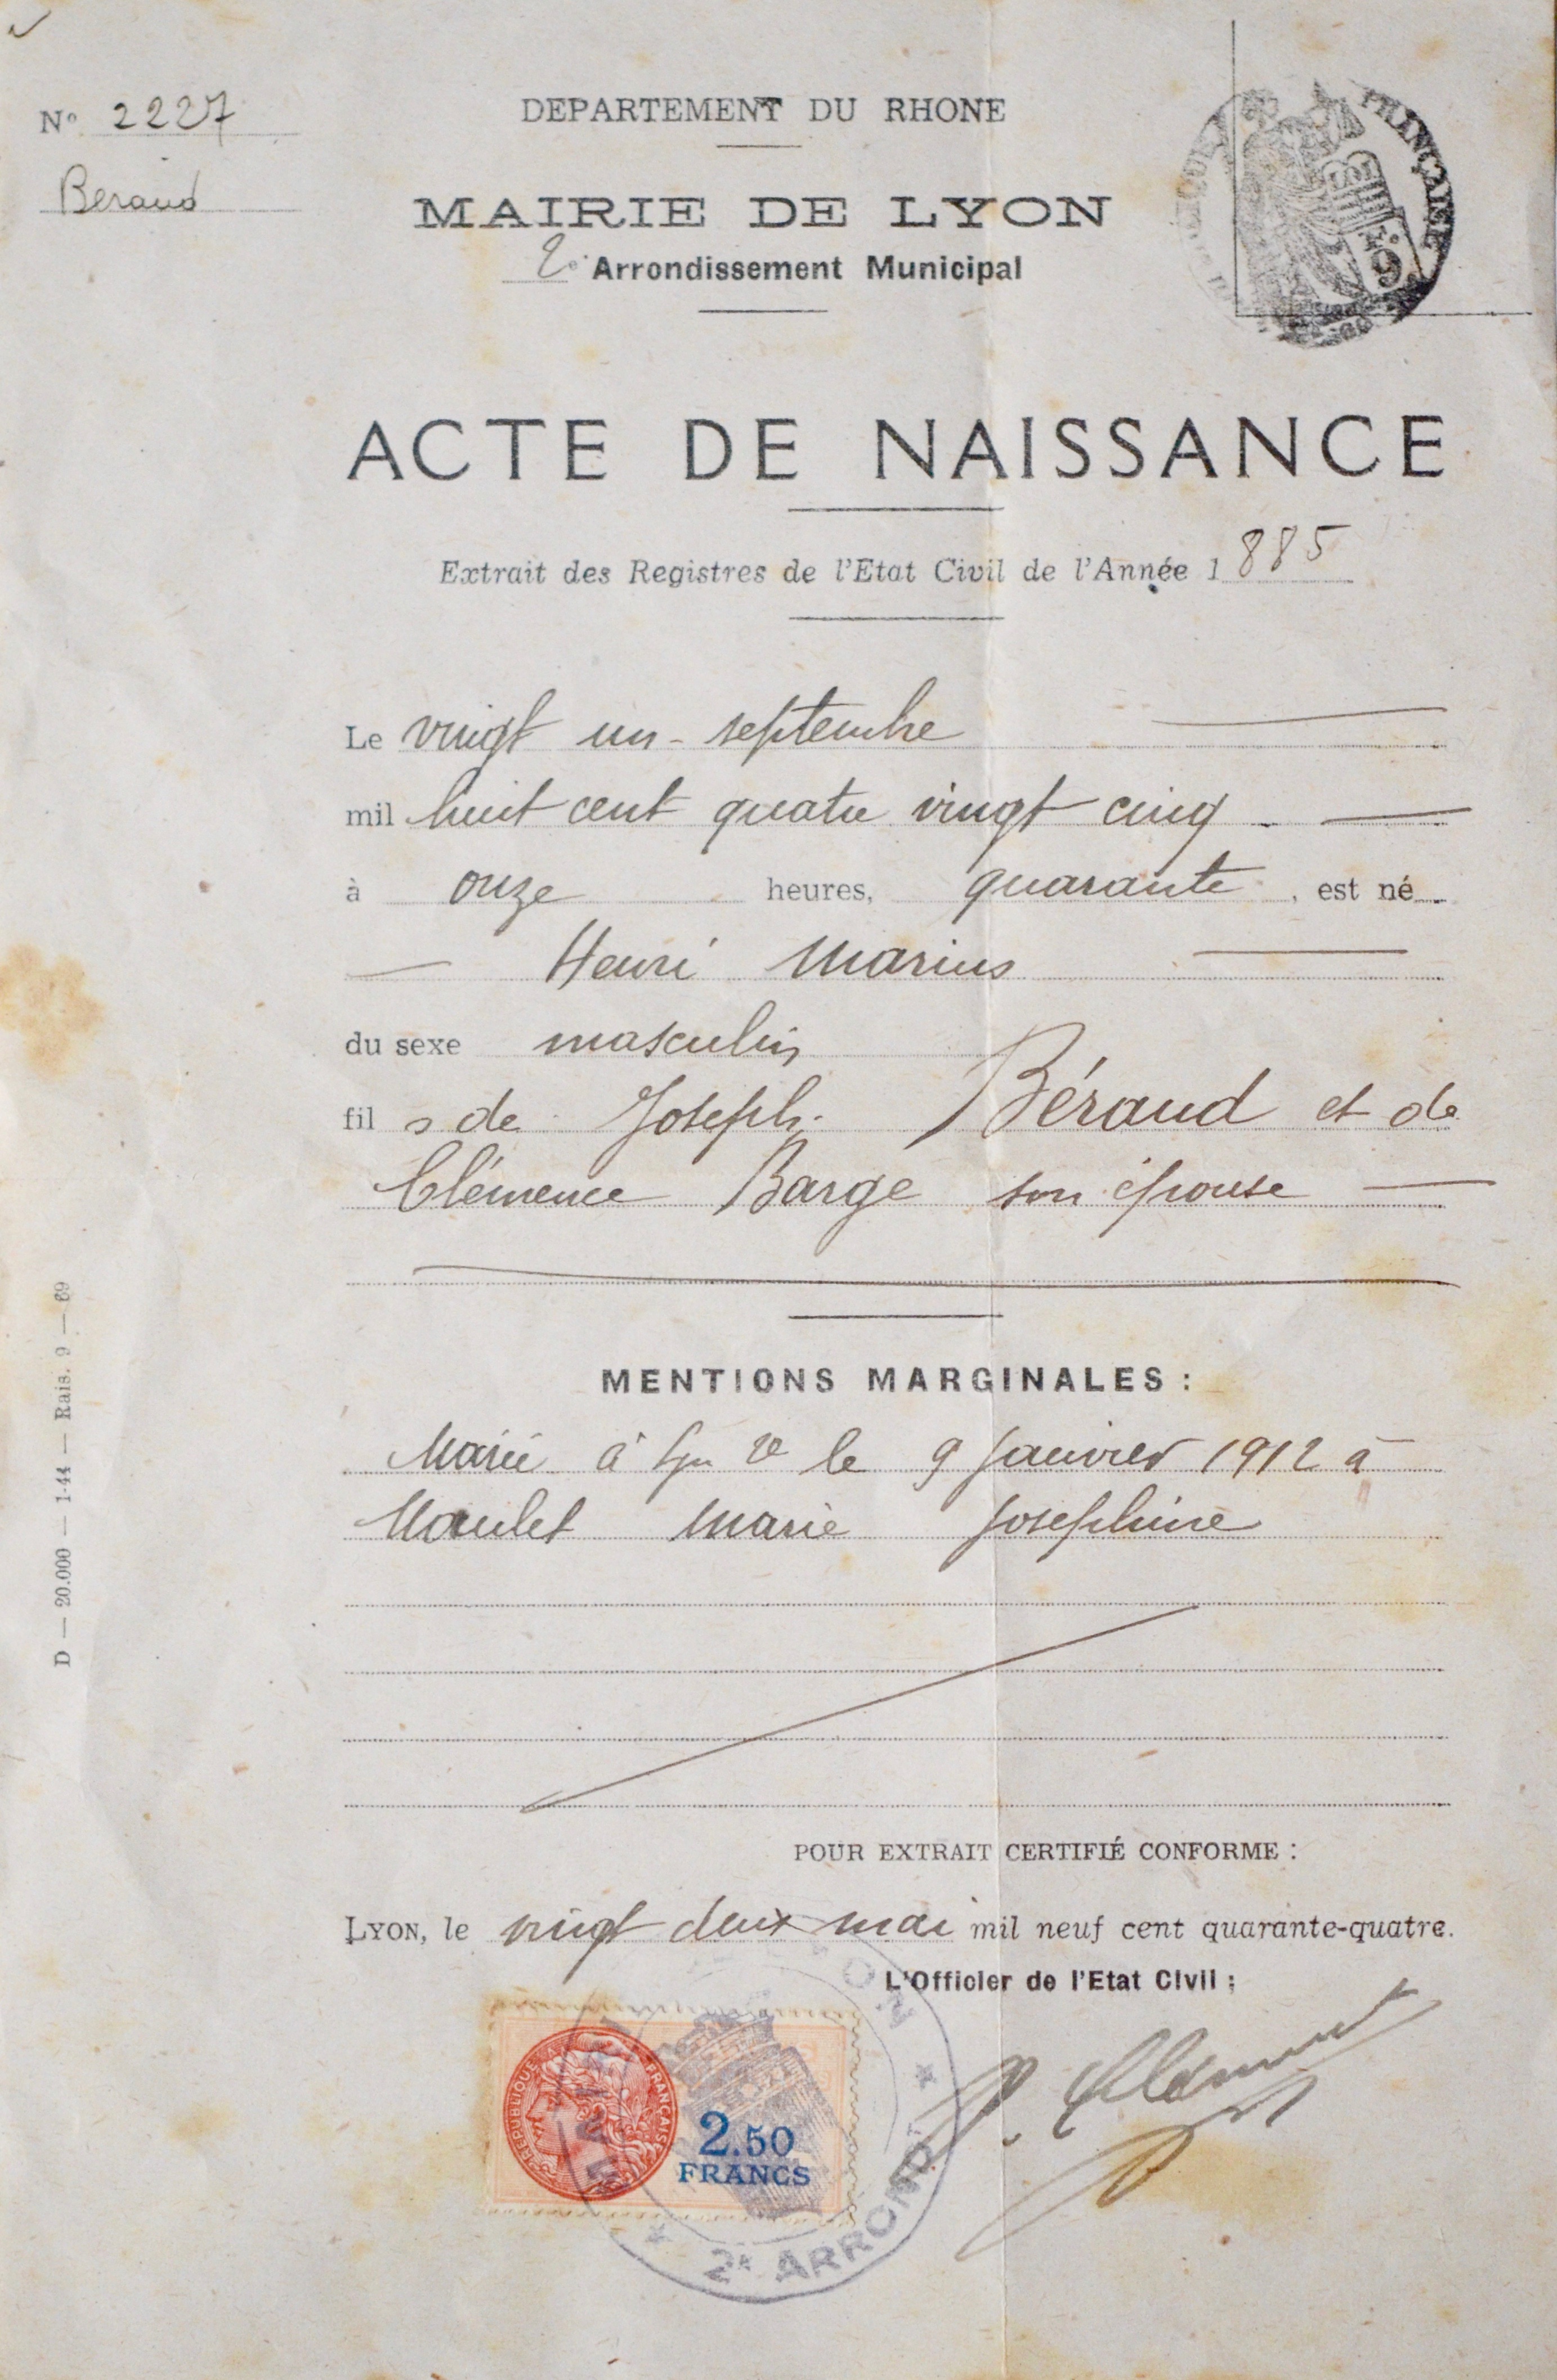 N° 2227
Beraud
DEPARTEMENT DU RHONE
MAIRIE DE LYON
2e Arrondissement Municipal
FRANÇAISE
9
ACTE DE NAISSANCE
Extrait des Registres de l'Etat Civil de l'Année 1885
Le vingt un septembre
mil huit cent quatre vingt cinq
à onze heures, quarante, est né
Henri Marius
du sexe masculin
fils de Joseph Béraud et de
Clémence Barge son épouse
MENTIONS MARGINALES :
Marié à Lyon 2e le 9 Janvier 1912 à
Maulet Marie Josephine
D — 20.000 — 1-44 — Rais. 9 — 69
POUR EXTRAIT CERTIFIÉ CONFORME :
LYON, le vingt deux mai mil neuf cent quarante-quatre.
L'Officier de l'Etat Civil :
REPUBLIQUE FRANÇAISE
2.50
FRANCS
2e ARRONDT